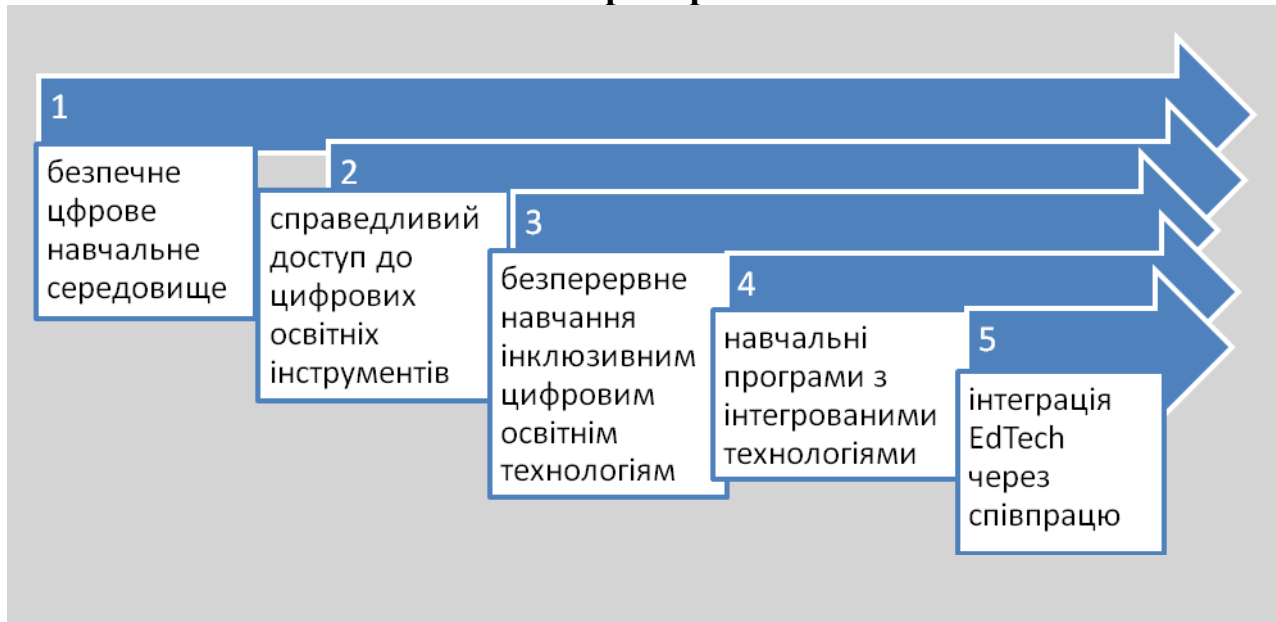 1
безпечне
цфрове
навчальне
середовище
2
справедливий
доступ до
цифрових
освітніх
інструментів
3
безперервне
навчання
інклюзивним
цифровим
освітнім
технологіям
4
навчальні
програми з
інтегрованими
технологіями
5
інтеграція
EdTech
через
співпрацю